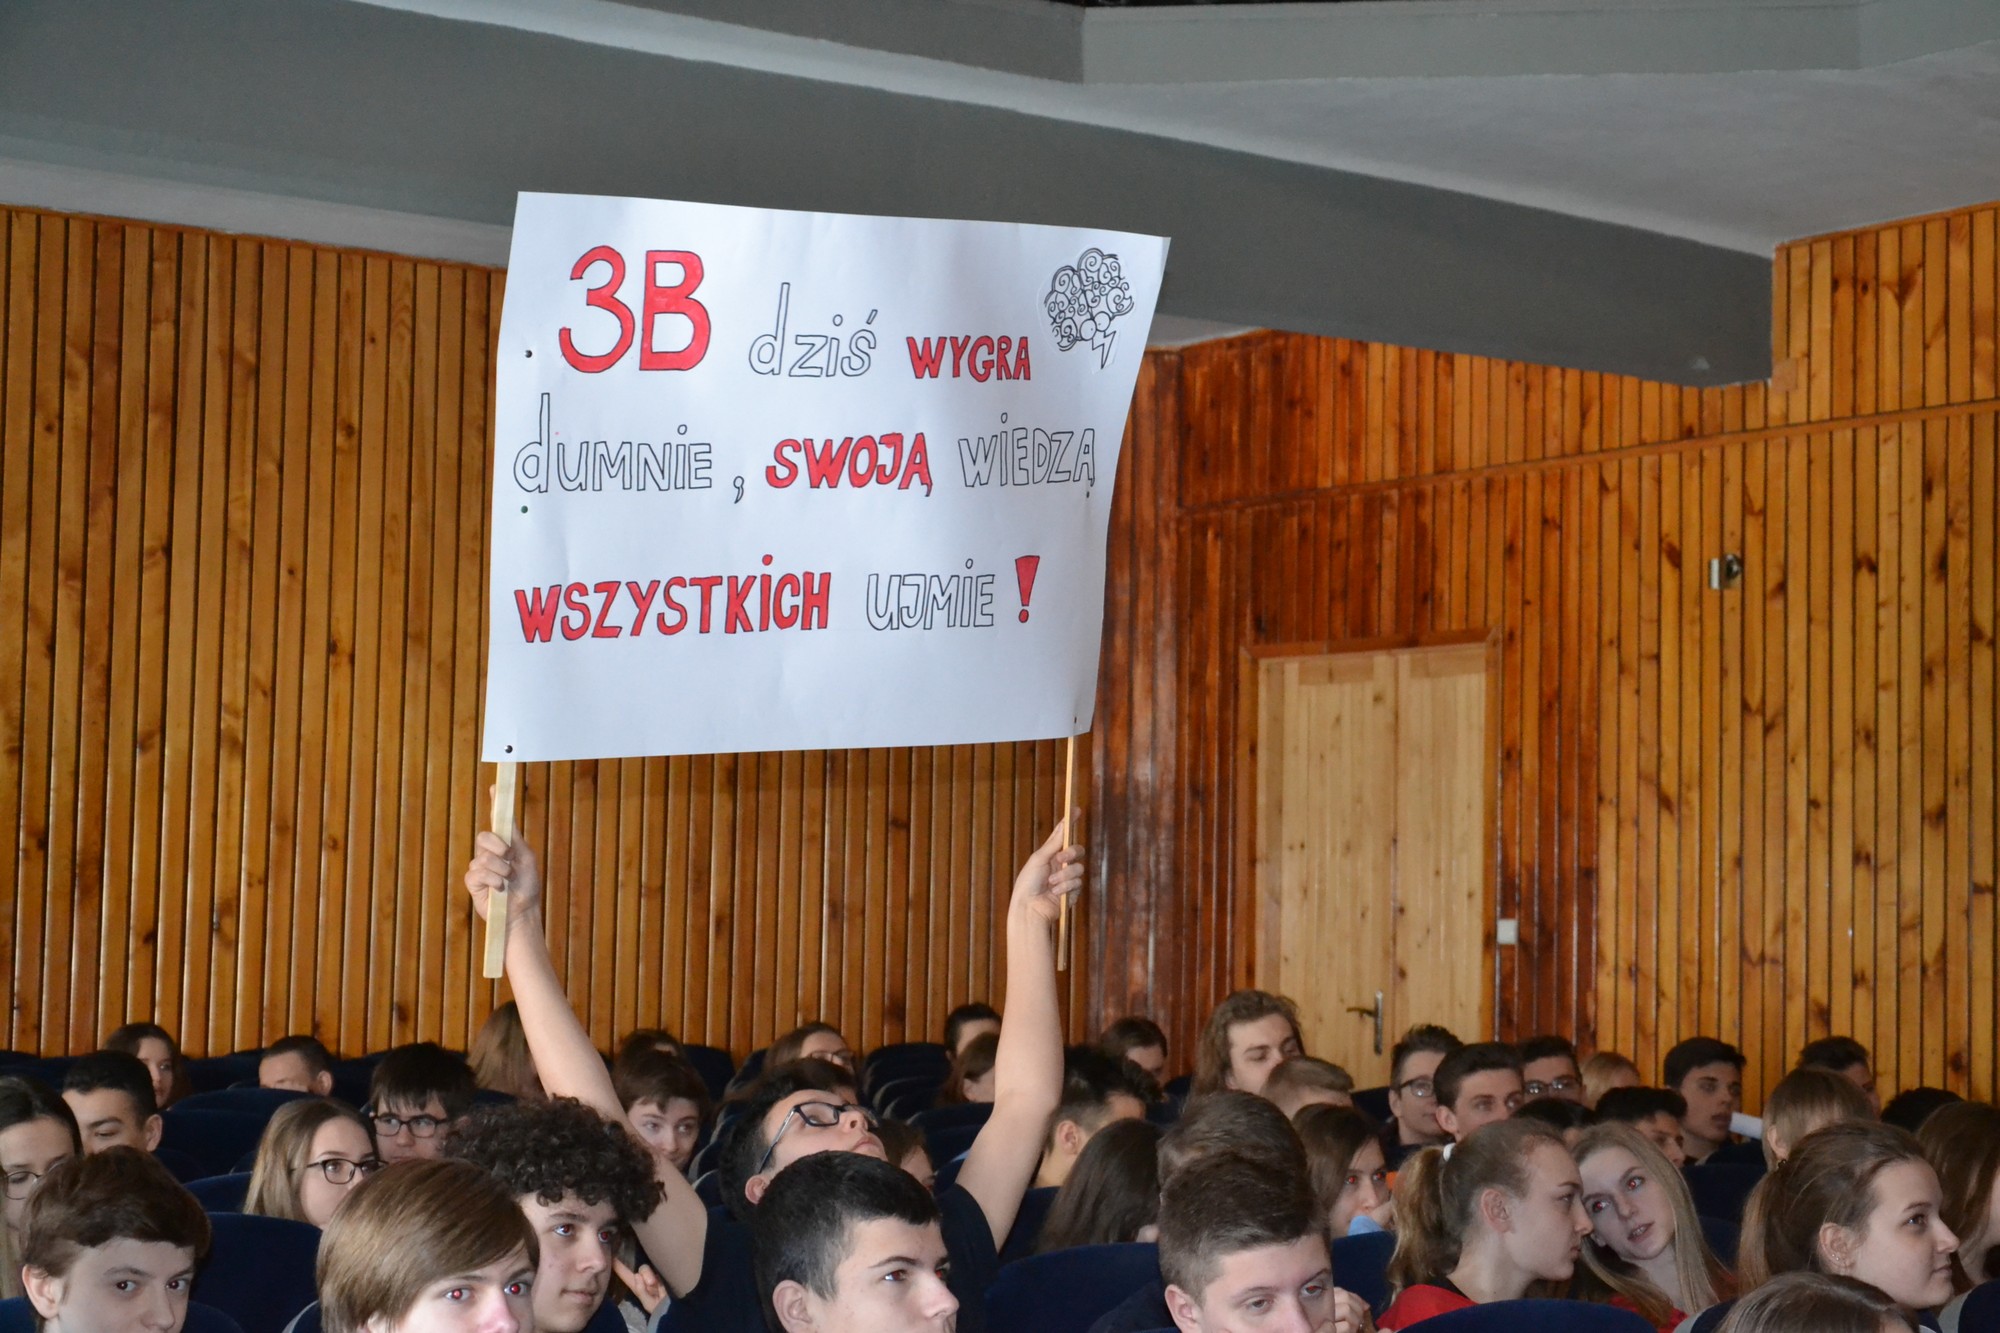 3B dziś WYGRA
dUMNiE, SWOJĄ WiEDZĄ
WSZYSTKiCH UJMiE!